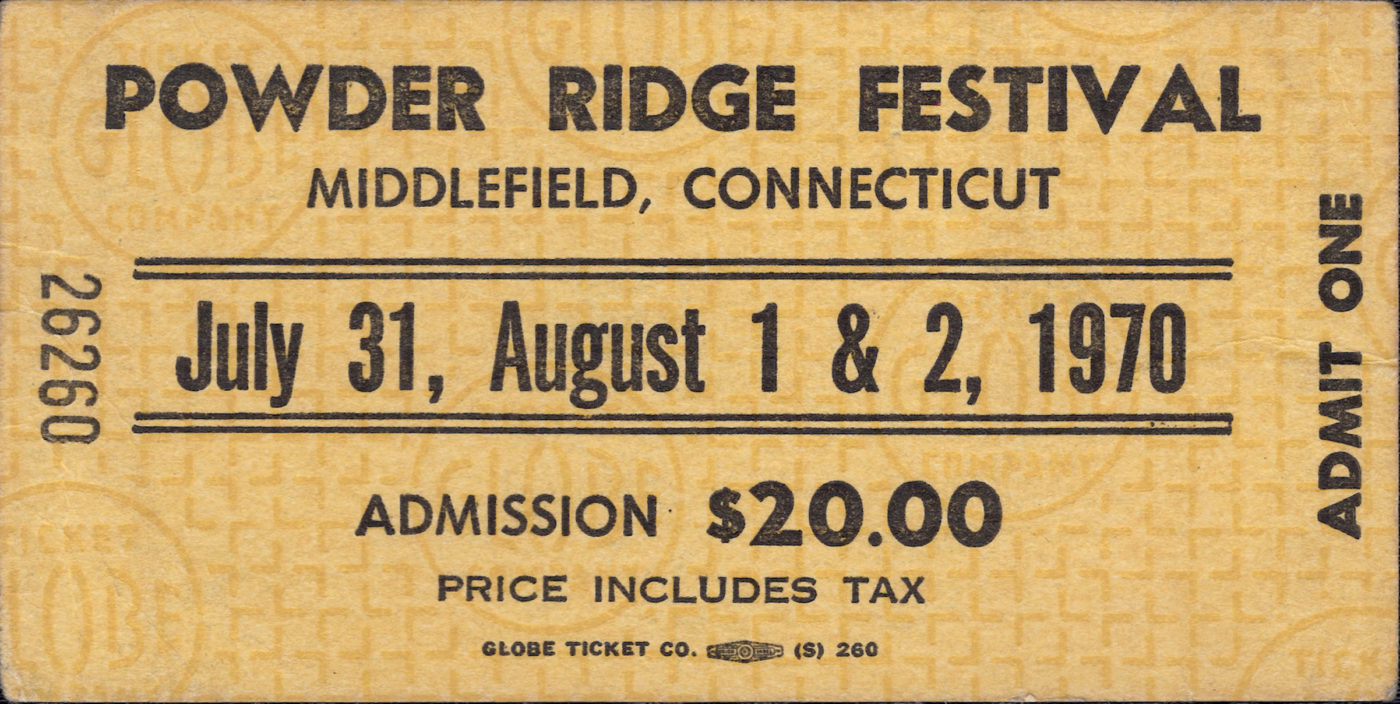 POWDER RIDGE FESTIVAL
MIDDLEFIELD, CONNECTICUT
26260
July 31, August 1 & 2, 1970
ADMIT ONE
ADMISSION $20.00
PRICE INCLUDES TAX
GLOBE TICKET CO. (S) 260